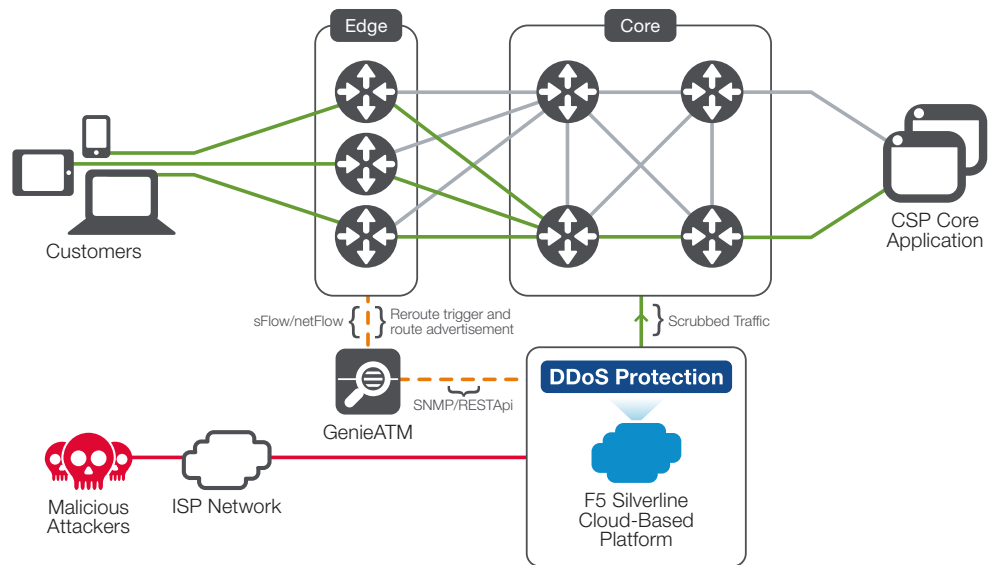 Edge
Core
Customers
CSP Core
Application
sFlow/netFlow
Reroute trigger and
route advertisement
Scrubbed Traffic
DDoS Protection
SNMP/RESTApi
GenieATM
Malicious
Attackers
ISP Network
F5 Silverline
Cloud-Based
Platform